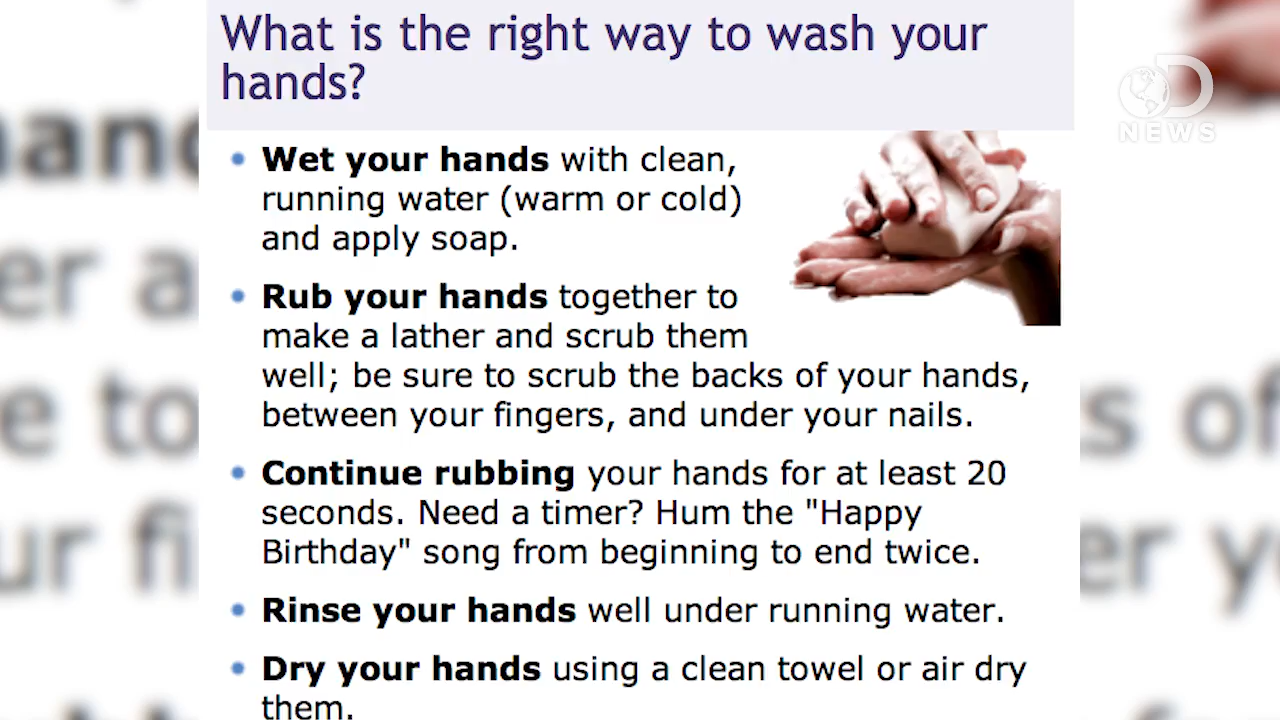 What is the right way to wash your
hands?
D
NEWS
Wet your hands with clean,
running water (warm or cold)
and apply soap.
Rub your hands together to
make a lather and scrub them
well; be sure to scrub the backs of your hands,
between your fingers, and under your nails.
Continue rubbing your hands for at least 20
seconds. Need a timer? Hum the "Happy
Birthday" song from beginning to end twice.
Rinse your hands well under running water.
Dry your hands using a clean towel or air dry
them.